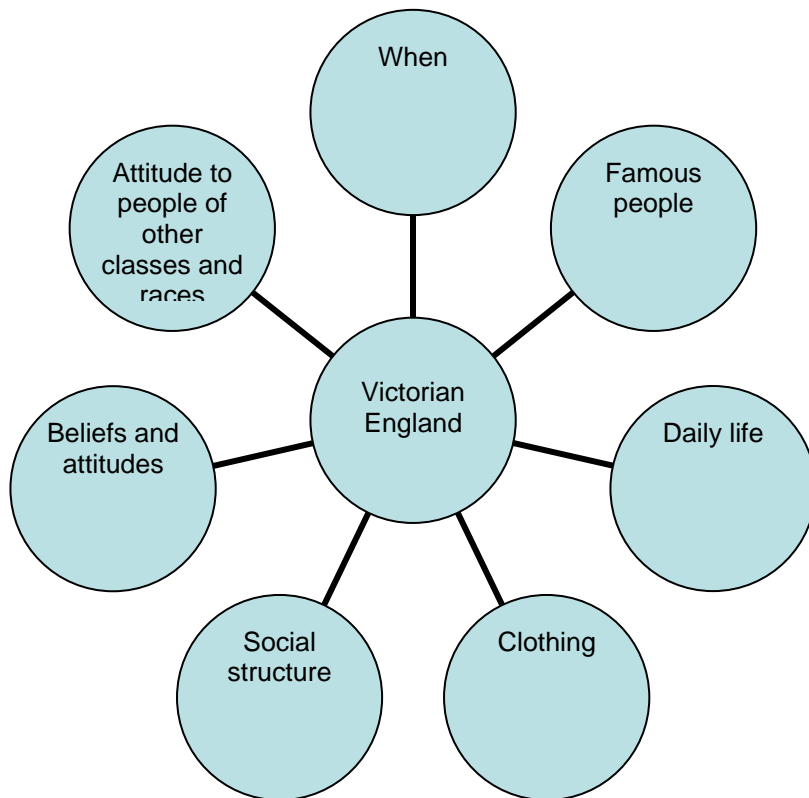 When
Famous
people
Daily life
Clothing
Social
structure
Beliefs and
attitudes
Attitude to
people of
other
classes and
races
Victorian
England